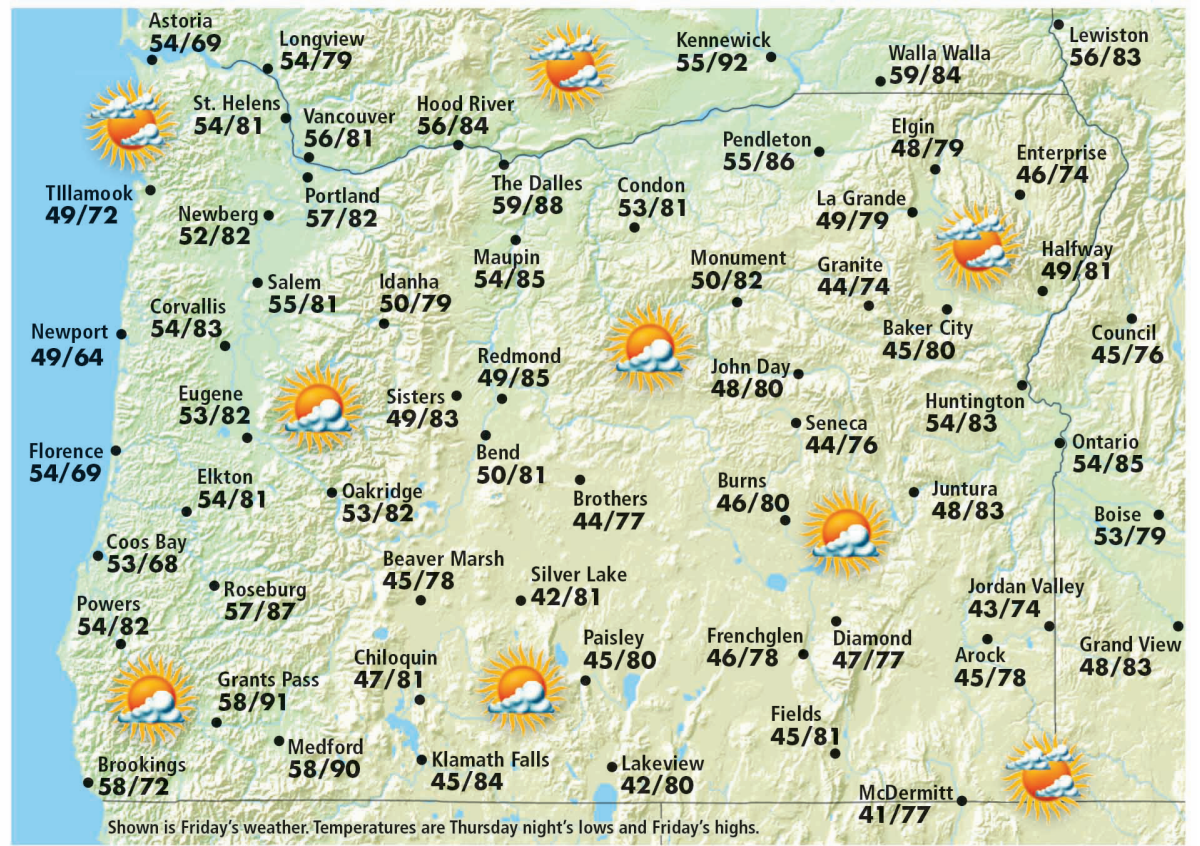 Astoria
54/69
Longview
54/79
Kennewick
55/92
Walla Walla
59/84
Lewiston
56/83
St. Helens
54/81
Vancouver
56/81
Hood River
56/84
Pendleton
55/86
Elgin
48/79
Enterprise
46/74
TIllamook
49/72
Newberg
52/82
Portland
57/82
The Dalles
59/88
Condon
53/81
La Grande
49/79
Maupin
54/85
Monument
50/82
Granite
44/74
Halfway
49/81
Salem
55/81
Idanha
50/79
Corvallis
54/83
Newport
49/64
Baker City
45/80
Council
45/76
Redmond
49/85
John Day
48/80
Eugene
53/82
Sisters
49/83
Huntington
54/83
Seneca
44/76
Ontario
54/85
Florence
54/69
Bend
50/81
Elkton
54/81
Oakridge
53/82
Brothers
44/77
Burns
46/80
Juntura
48/83
Boise
53/79
Coos Bay
53/68
Beaver Marsh
45/78
Silver Lake
42/81
Roseburg
57/87
Jordan Valley
43/74
Powers
54/82
Paisley
45/80
Frenchglen
46/78
Diamond
47/77
Arock
45/78
Grand View
48/83
Chiloquin
47/81
Grants Pass
58/91
Fields
45/81
Medford
58/90
Klamath Falls
45/84
Lakeview
42/80
Brookings
58/72
McDermitt
41/77
Shown is Friday's weather. Temperatures are Thursday night's lows and Friday's highs.